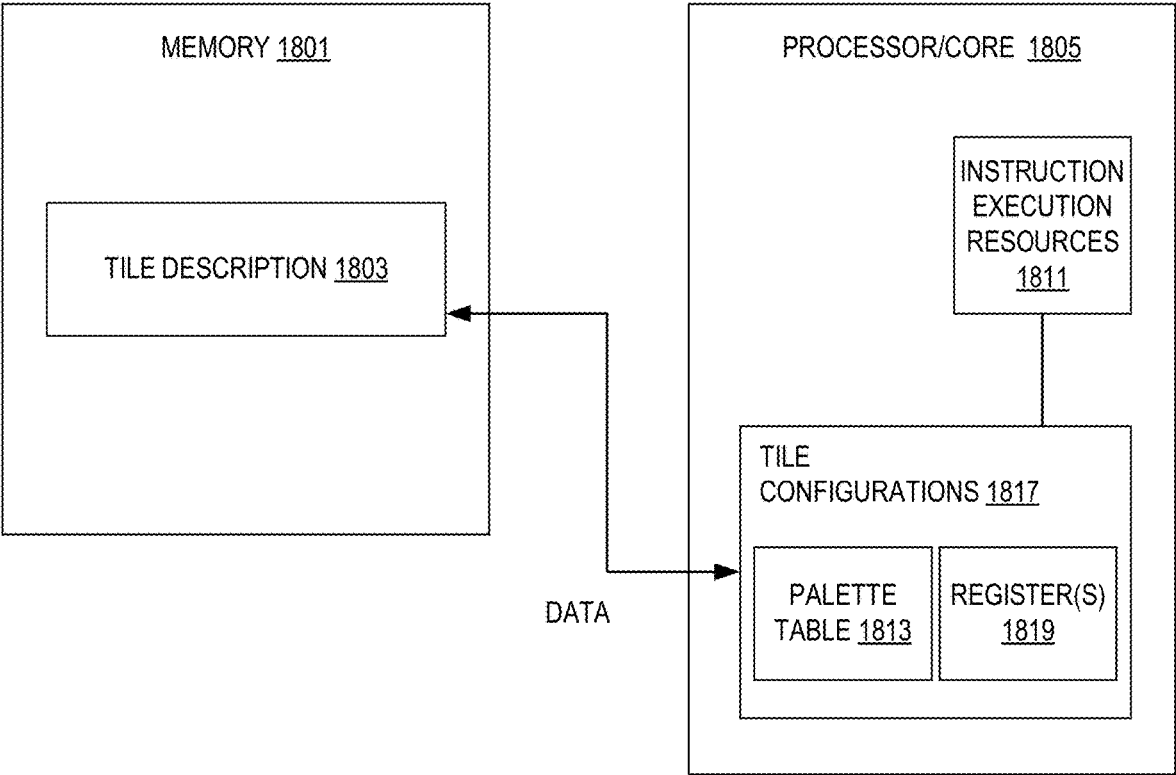 MEMORY 1801
TILE DESCRIPTION 1803
DATA
PROCESSOR/CORE 1805
INSTRUCTION
EXECUTION
RESOURCES
1811
TILE
CONFIGURATIONS 1817
PALETTE
TABLE 1813
REGISTER(S)
1819